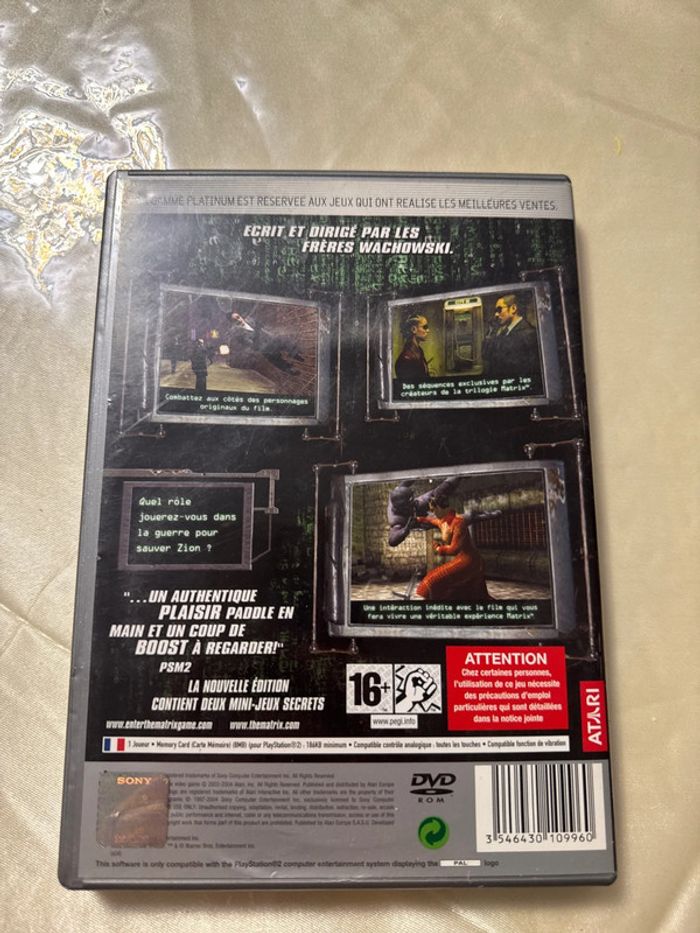 GAMME PLATINUM EST RESERVEE AUX JEUX QUI ONT REALISE LES MEILLEURES VENTES.
ECRIT ET DIRIGÉ PAR LES
FRÈRES WACHOWSKI.
Combattez aux côtés des personnages
originaux du film.
Des séquences exclusives par les
créateurs de la trilogie Matrix™.
Quel rôle
jouerez-vous dans
la guerre pour
sauver Zion ?
Une intéraction inédite avec le film qui vous
fera vivre une véritable expérience Matrix™
"...UN AUTHENTIQUE
PLAISIR PADDLE EN
MAIN ET UN COUP DE
BOOST À REGARDER!"
PSM2
LA NOUVELLE ÉDITION
CONTIENT DEUX MINI-JEUX SECRETS
www.enterthematrixgame.com www.thematrix.com
16+
www.pegi.info
ATTENTION
Chez certaines personnes,
l'utilisation de ce jeu nécessite
des précautions d'emploi
particulières qui sont détaillées
dans la notice jointe
ATARI
1 Joueur • Memory Card (Carte Mémoire) (8MB) (pour PlayStation®2) : 186KB minimum • Compatible contrôle analogique : toutes les touches • Compatible fonction de vibration
SONY
DVD
ROM
3 546430 109960
This software is only compatible with the PlayStation®2 computer entertainment system displaying the PAL logo